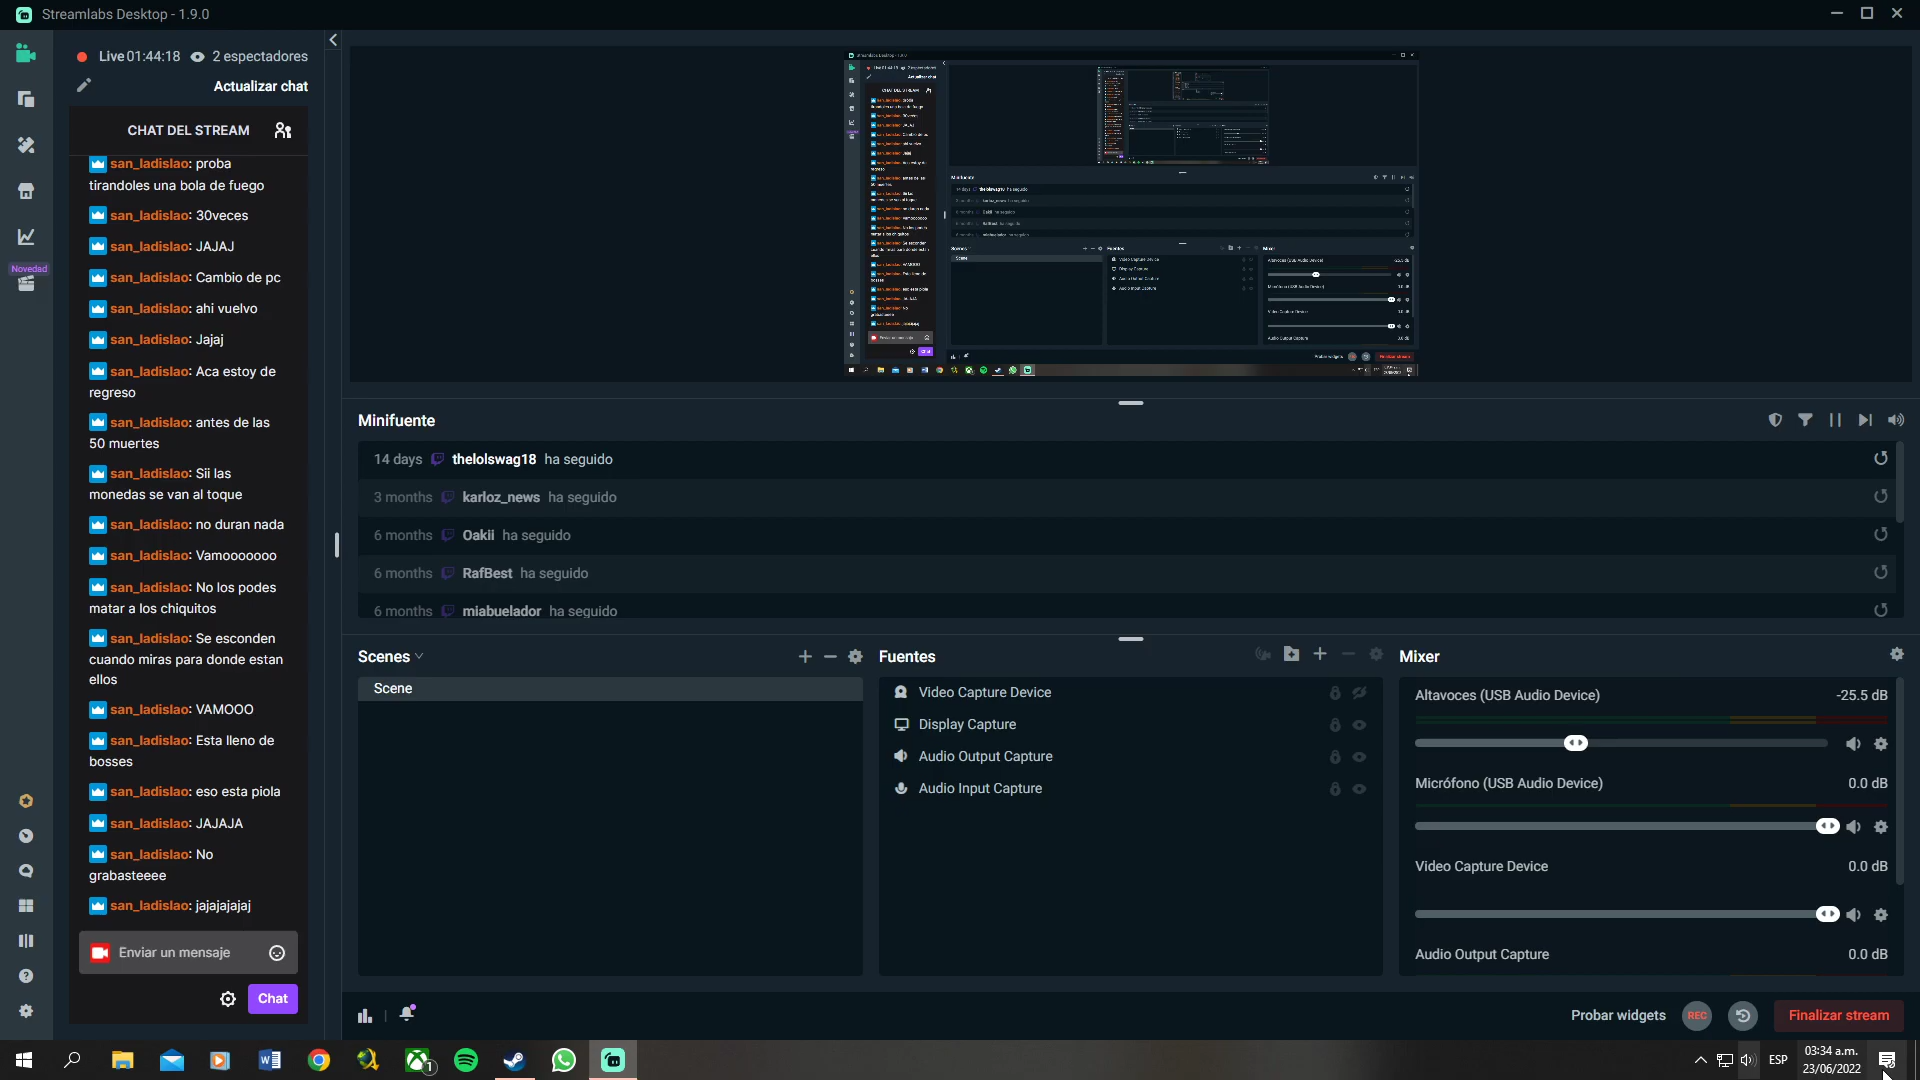 Streamlabs Desktop - 1.9.0
Live 01:44:18 2 espectadores
Actualizar chat
CHAT DEL STREAM
san_ladislao: proba
tirandoles una bola de fuego
san_ladislao: 30veces
san_ladislao: JAJAJ
san_ladislao: Cambio de pc
san_ladislao: ahi vuelvo
san_ladislao: Jajaj
san_ladislao: Aca estoy de
regreso
san_ladislao: antes de las
50 muertes
san_ladislao: Sii las
monedas se van al toque
san_ladislao: no duran nada
san_ladislao: Vamooooooo
san_ladislao: No los podes
matar a los chiquitos
san_ladislao: Se esconden
cuando miras para donde estan
ellos
san_ladislao: VAMOOO
san_ladislao: Esta lleno de
bosses
san_ladislao: eso esta piola
san_ladislao: JAJAJA
san_ladislao: No
grabasteeee
san_ladislao: jajajajajaj
Enviar un mensaje
Chat
Novedad
Minifuente
14 days thelolswag18 ha seguido
3 months karloz_news ha seguido
6 months Oakii ha seguido
6 months RafBest ha seguido
6 months miabuelador ha seguido
Scenes
Scene
Fuentes
Video Capture Device
Display Capture
Audio Output Capture
Audio Input Capture
Mixer
Altavoces (USB Audio Device) -25.5 dB
Micrófono (USB Audio Device) 0.0 dB
Video Capture Device 0.0 dB
Audio Output Capture 0.0 dB
Probar widgets REC Finalizar stream
1
ESP
03:34 a.m.
23/06/2022